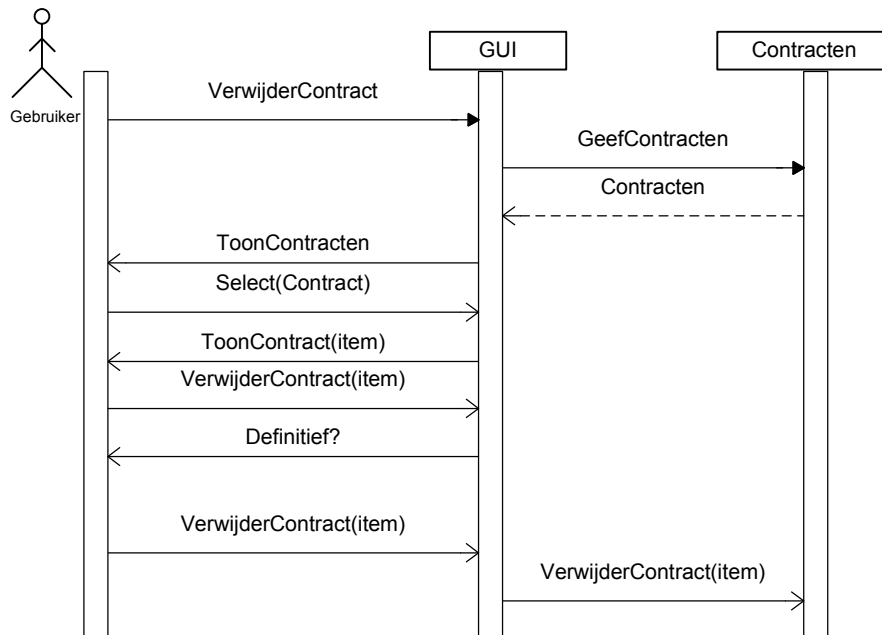 GUI
Contracten
Gebruiker
VerwijderContract
GeefContracten
Contracten
ToonContracten
Select(Contract)
ToonContract(item)
VerwijderContract(item)
Definitief?
VerwijderContract(item)
VerwijderContract(item)